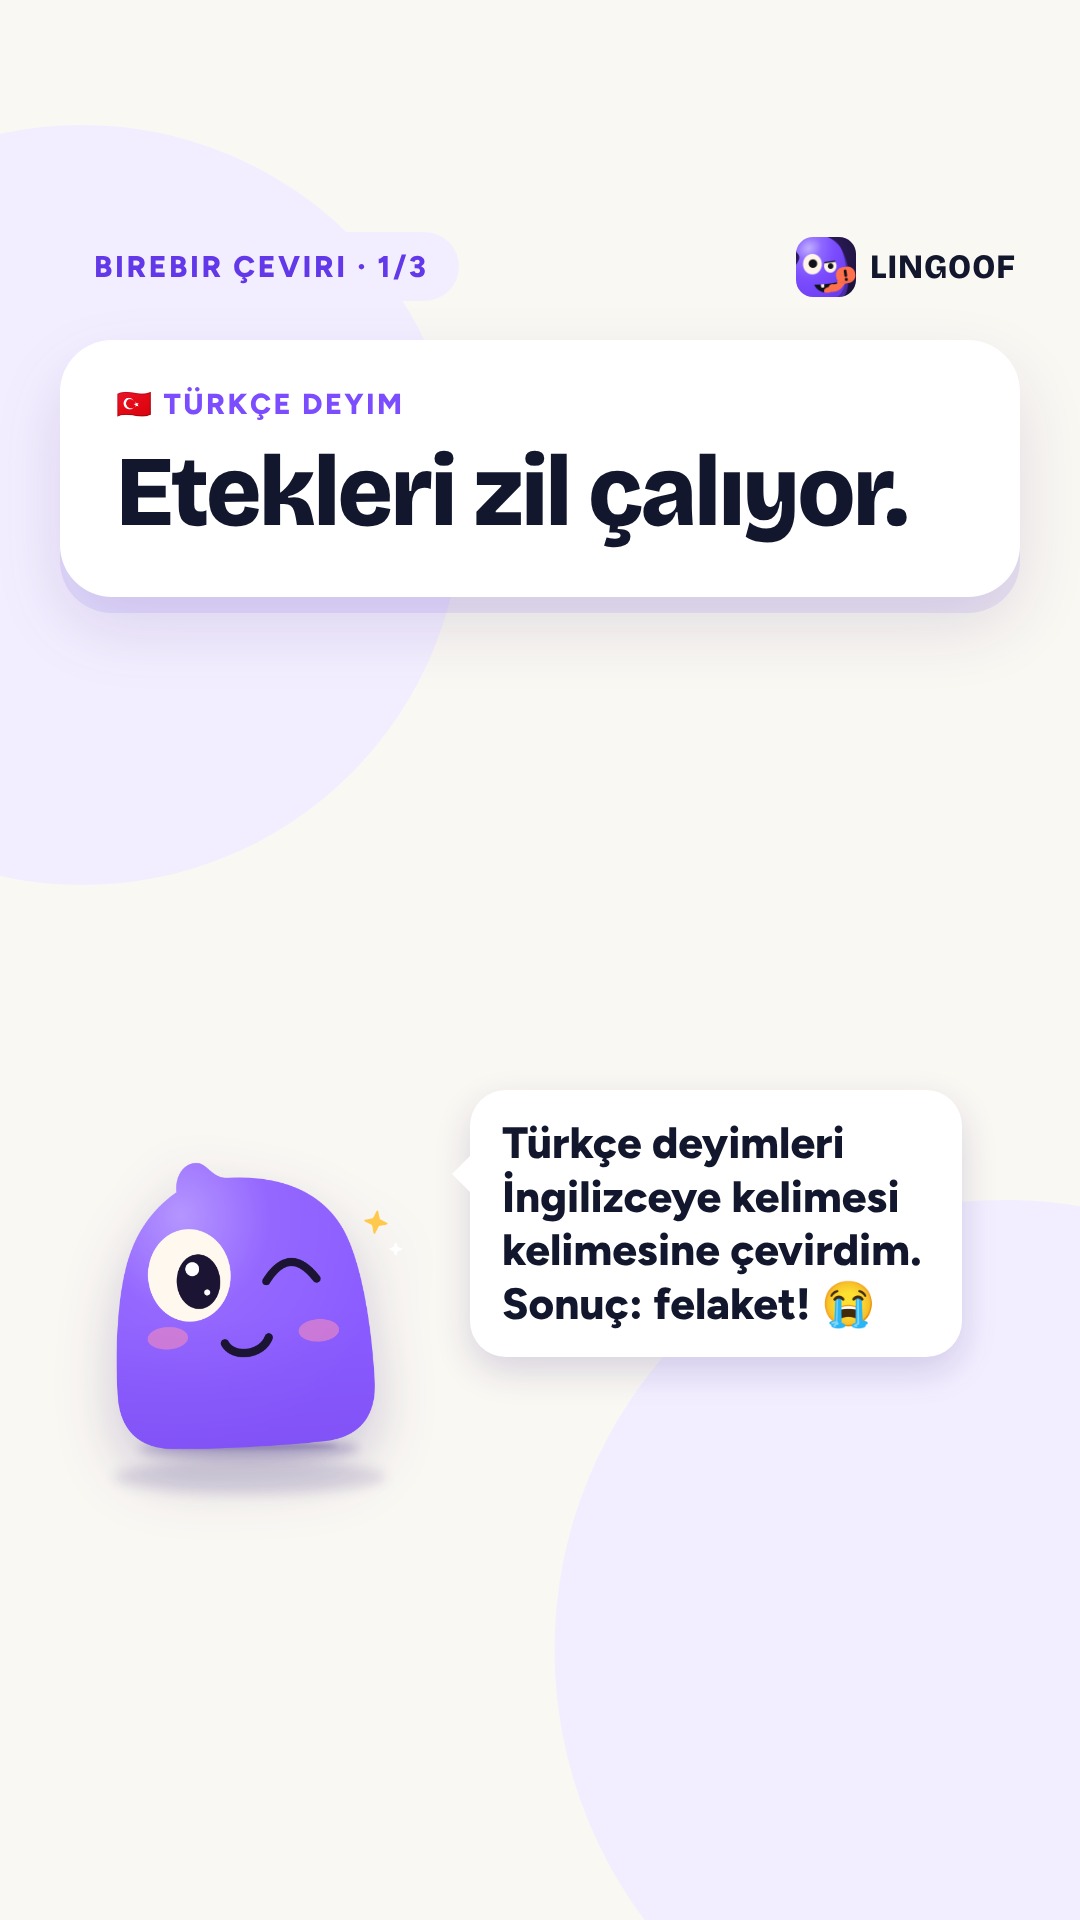 BIREBIR ÇEVIRI · 1/3
LINGOOF
🇹🇷 TÜRKÇE DEYIM
Etekleri zil çalıyor.
Türkçe deyimleri
İngilizceye kelimesi
kelimesine çevirdim.
Sonuç: felaket! 😭